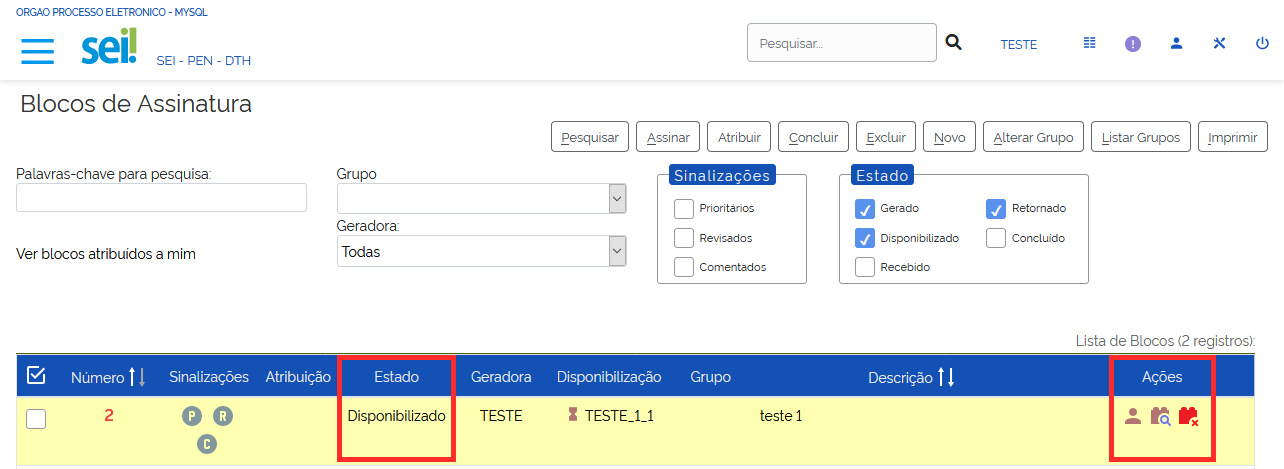 ORGAO PROCESSO ELETRONICO - MYSQL
sei!
SEI - PEN - DTH
Pesquisar...
TESTE
Blocos de Assinatura
Pesquisar Assinar Atribuir Concluir Excluir Novo Alterar Grupo Listar Grupos Imprimir
Palavras-chave para pesquisa:
Grupo
Geradora:
Todas
Ver blocos atribuídos a mim
Sinalizações
Prioritários
Revisados
Comentados
Estado
Gerado Retornado
Disponibilizado Concluído
Recebido
Lista de Blocos (2 registros):
Número Sinalizações Atribuição Estado Geradora Disponibilização Grupo Descrição Ações
2 P R Disponibilizado TESTE TESTE_1_1 teste 1
C